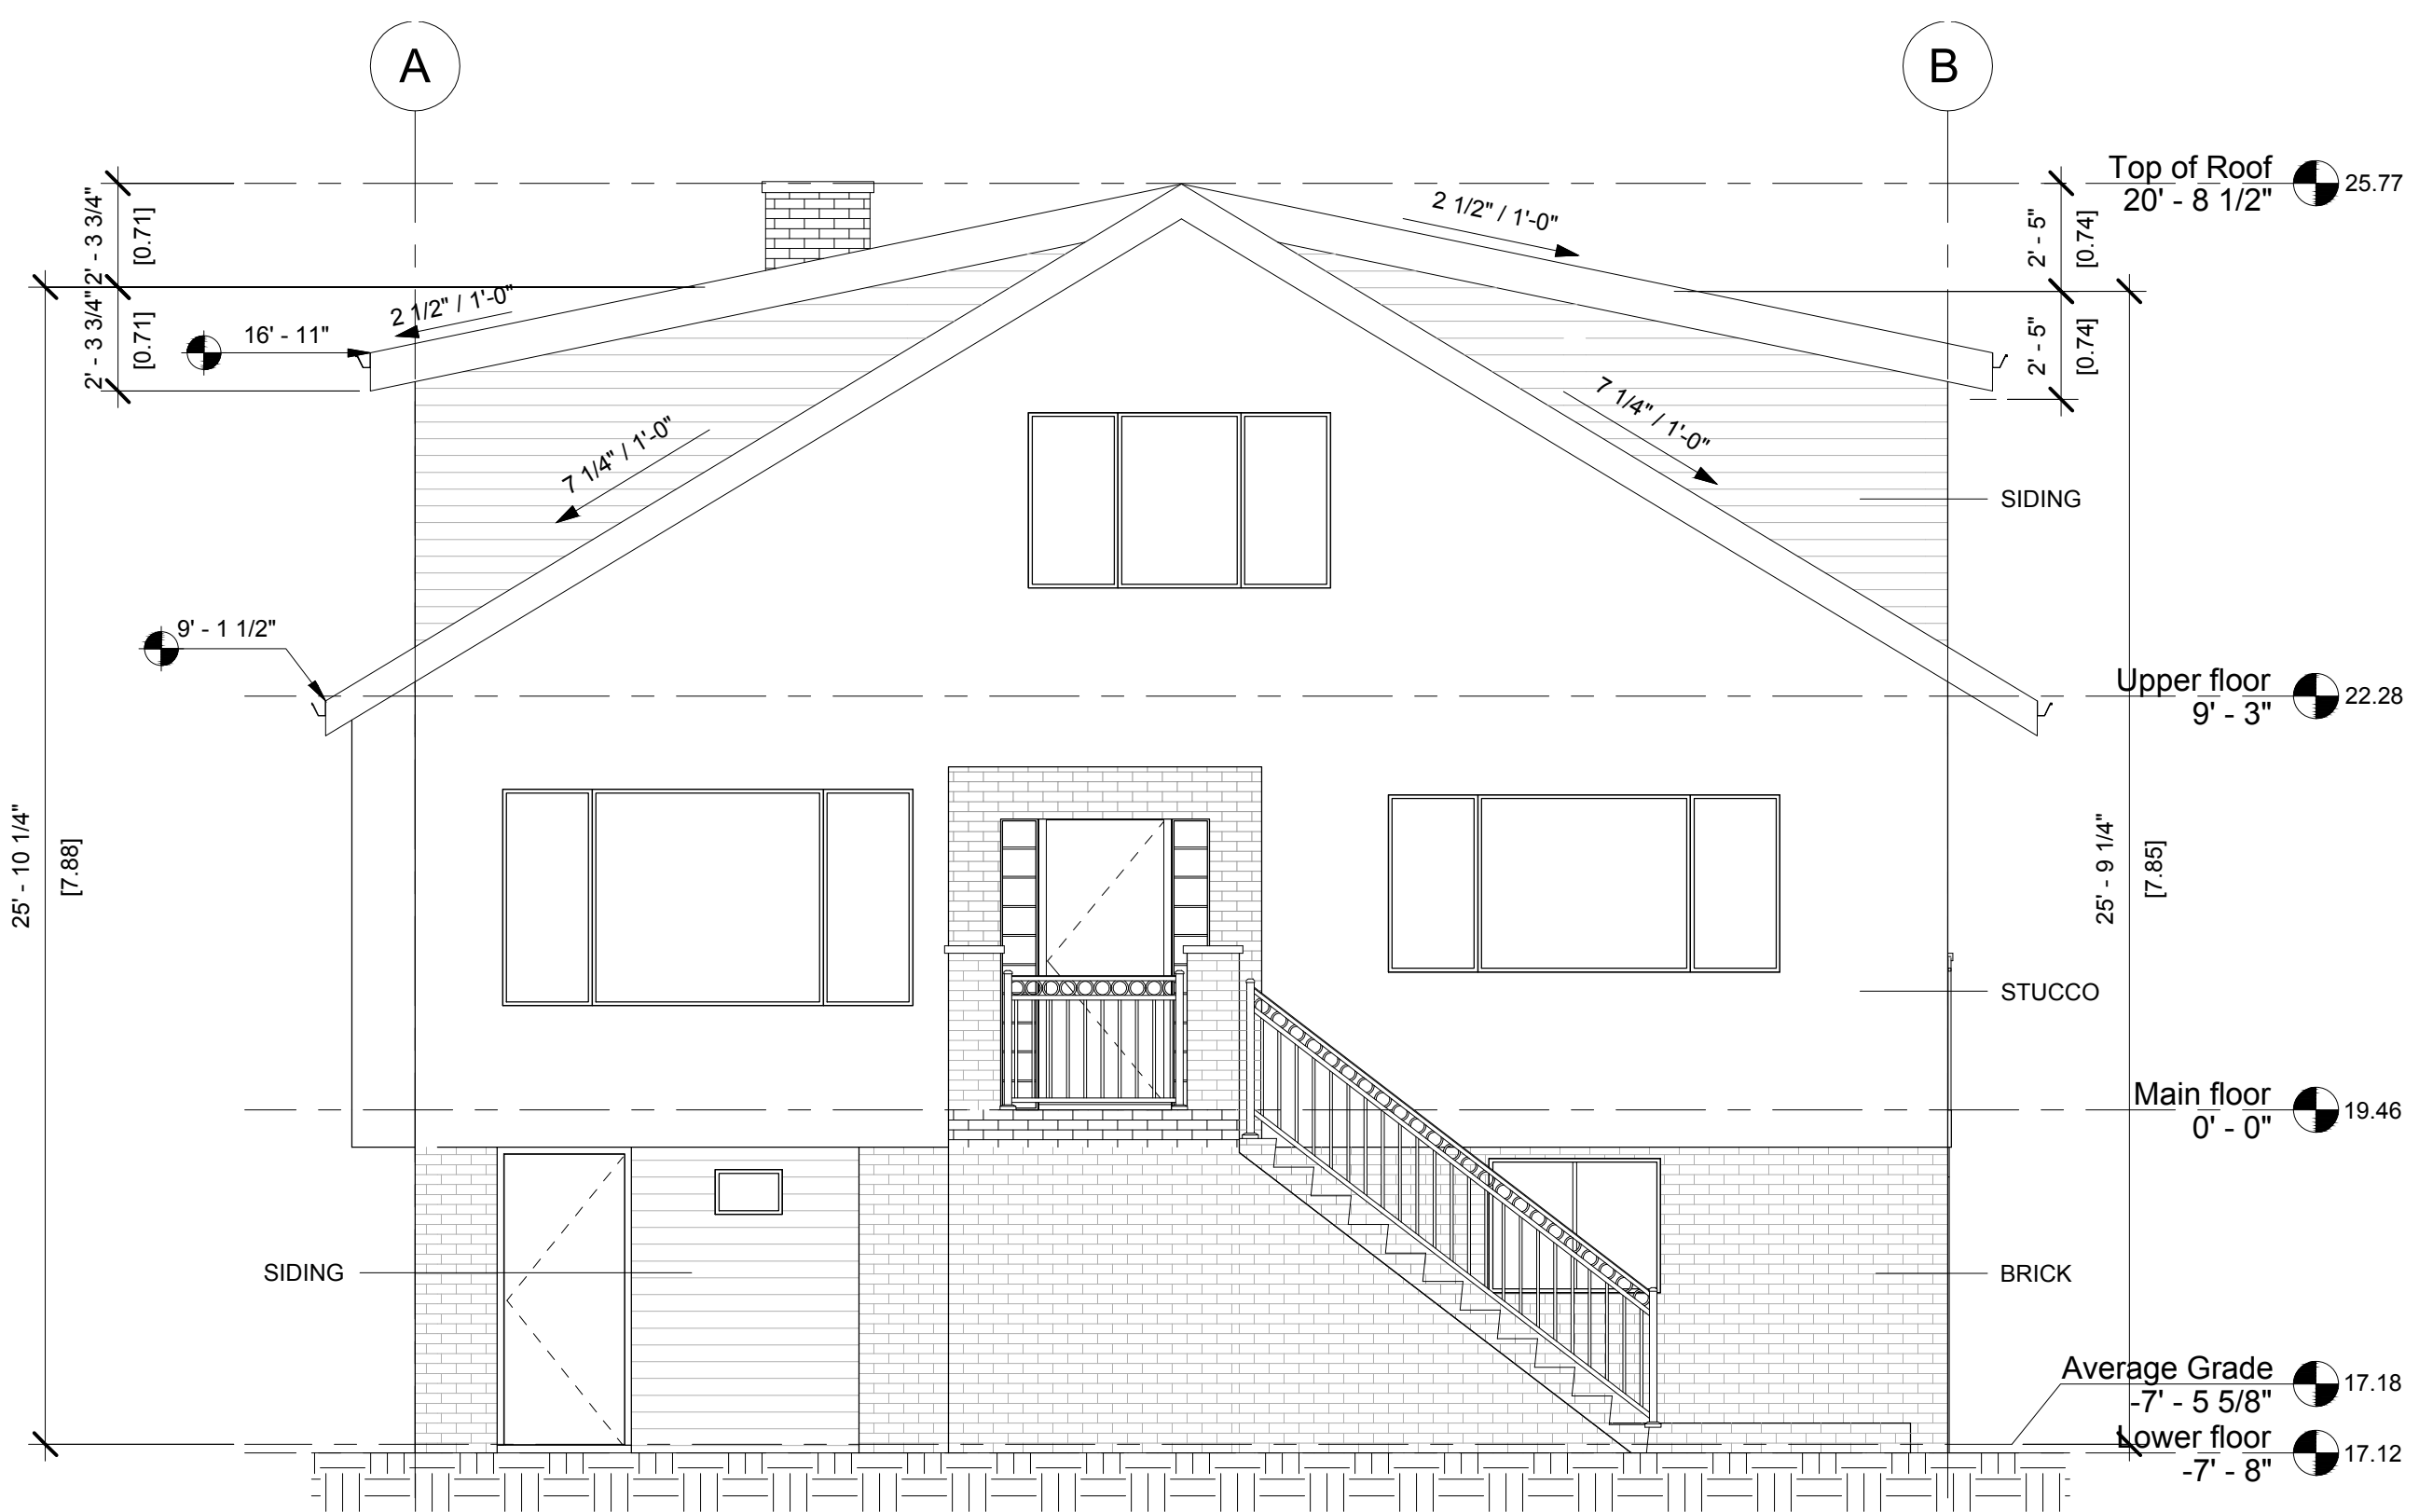 A
B
Top of Roof
20' - 8 1/2"
25.77
2' - 3 3/4"
[0.71]
2' - 3 3/4"
[0.71]
2 1/2" / 1'-0"
2 1/2" / 1'-0"
2' - 5"
[0.74]
2' - 5"
[0.74]
16' - 11"
7 1/4" / 1'-0"
7 1/4" / 1'-0"
SIDING
9' - 1 1/2"
Upper floor
9' - 3"
22.28
25' - 10 1/4"
[7.88]
25' - 9 1/4"
[7.85]
STUCCO
Main floor
0' - 0"
19.46
SIDING
BRICK
Average Grade
-7' - 5 5/8"
17.18
Lower floor
-7' - 8"
17.12